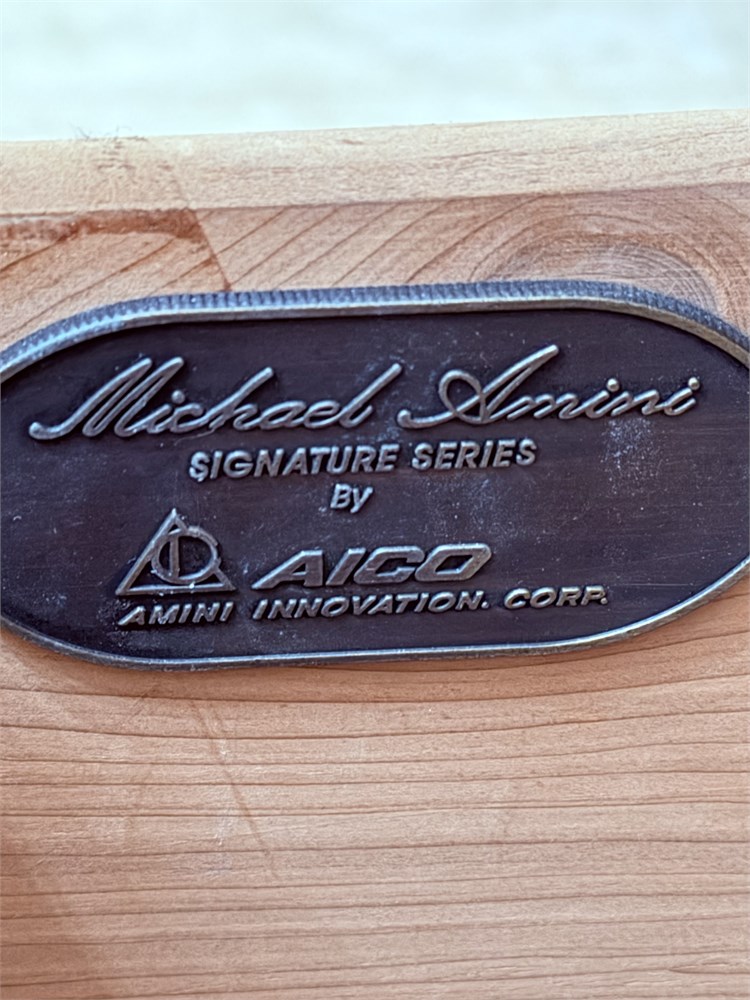 Michael Amini
SIGNATURE SERIES
By
AICO
AMINI INNOVATION. CORP.